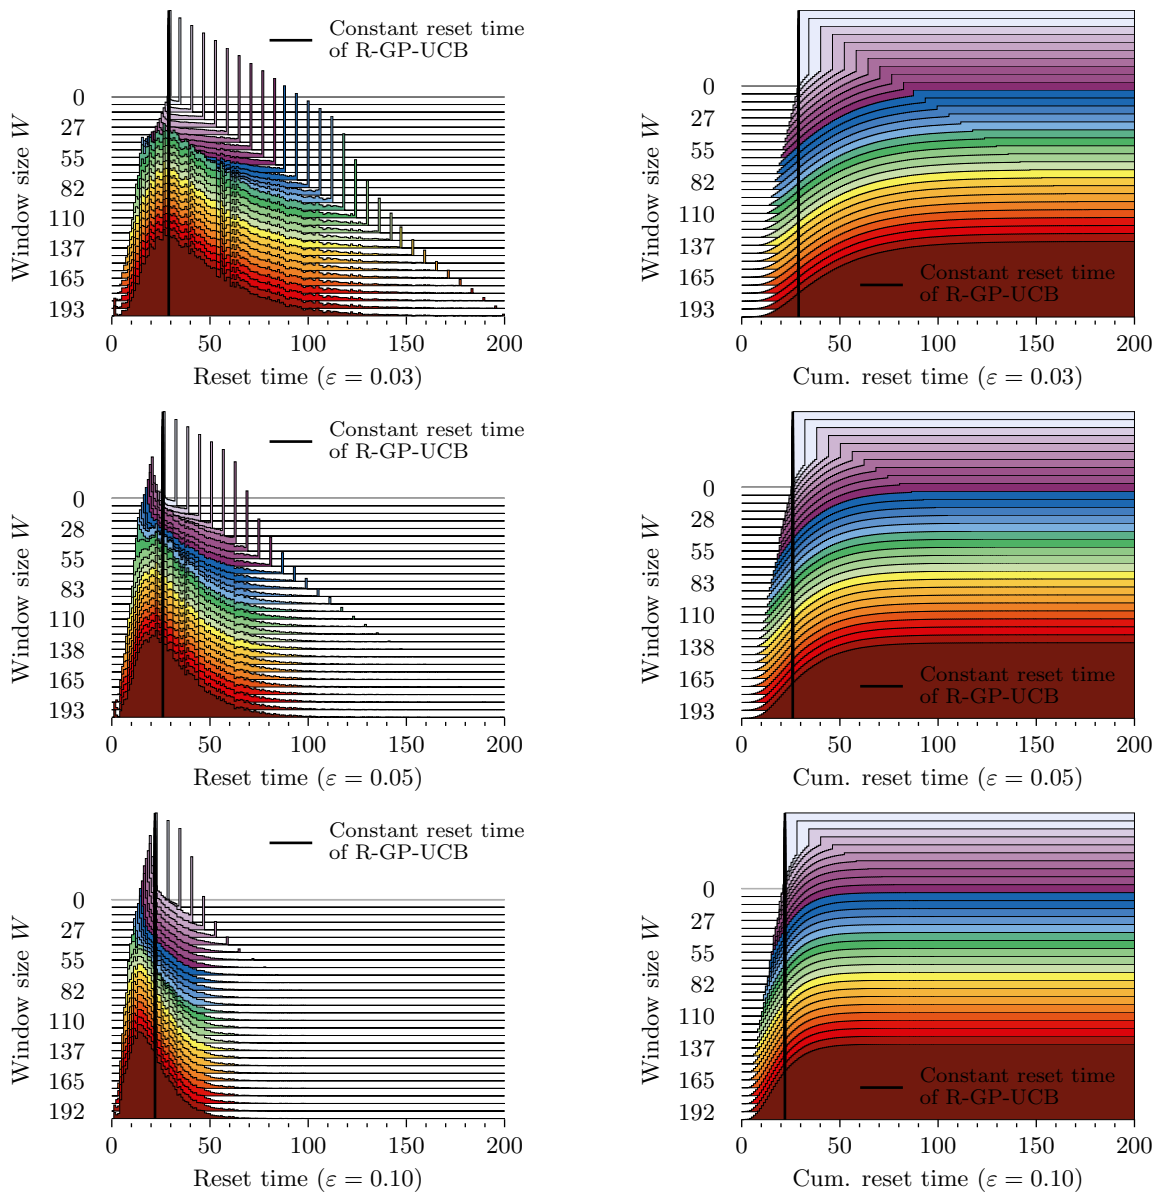 Constant reset time
of R-GP-UCB
Window size W
0
27
55
82
110
137
165
193
0 50 100 150 200
Reset time (ε = 0.03)
Window size W
0
27
55
82
110
137
165
193
Constant reset time
of R-GP-UCB
0 50 100 150 200
Cum. reset time (ε = 0.03)
Constant reset time
of R-GP-UCB
Window size W
0
28
55
83
110
138
165
193
0 50 100 150 200
Reset time (ε = 0.05)
Window size W
0
28
55
83
110
138
165
193
Constant reset time
of R-GP-UCB
0 50 100 150 200
Cum. reset time (ε = 0.05)
Constant reset time
of R-GP-UCB
Window size W
0
27
55
82
110
137
165
192
0 50 100 150 200
Reset time (ε = 0.10)
Window size W
0
27
55
82
110
137
165
192
Constant reset time
of R-GP-UCB
0 50 100 150 200
Cum. reset time (ε = 0.10)